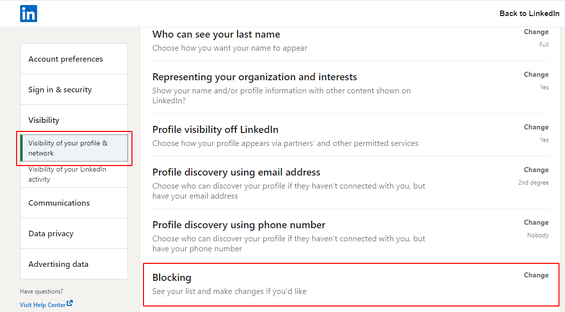 in
Back to LinkedIn
Account preferences
Sign in & security
Visibility
Visibility of your profile &
network
Visibility of your LinkedIn
activity
Communications
Data privacy
Advertising data
Have questions?
Visit Help Center
Who can see your last name
Change
Choose how you want your name to appear
Full
Representing your organization and interests
Change
Show your name and/or profile information with other content shown on
Yes
LinkedIn?
Profile visibility off LinkedIn
Change
Choose how your profile appears via partners' and other permitted services
Yes
Profile discovery using email address
Change
Choose who can discover your profile if they haven't connected with you, but
2nd degree
have your email address
Profile discovery using phone number
Change
Choose who can discover your profile if they haven't connected with you, but
Nobody
have your phone number
Blocking
Change
See your list and make changes if you'd like